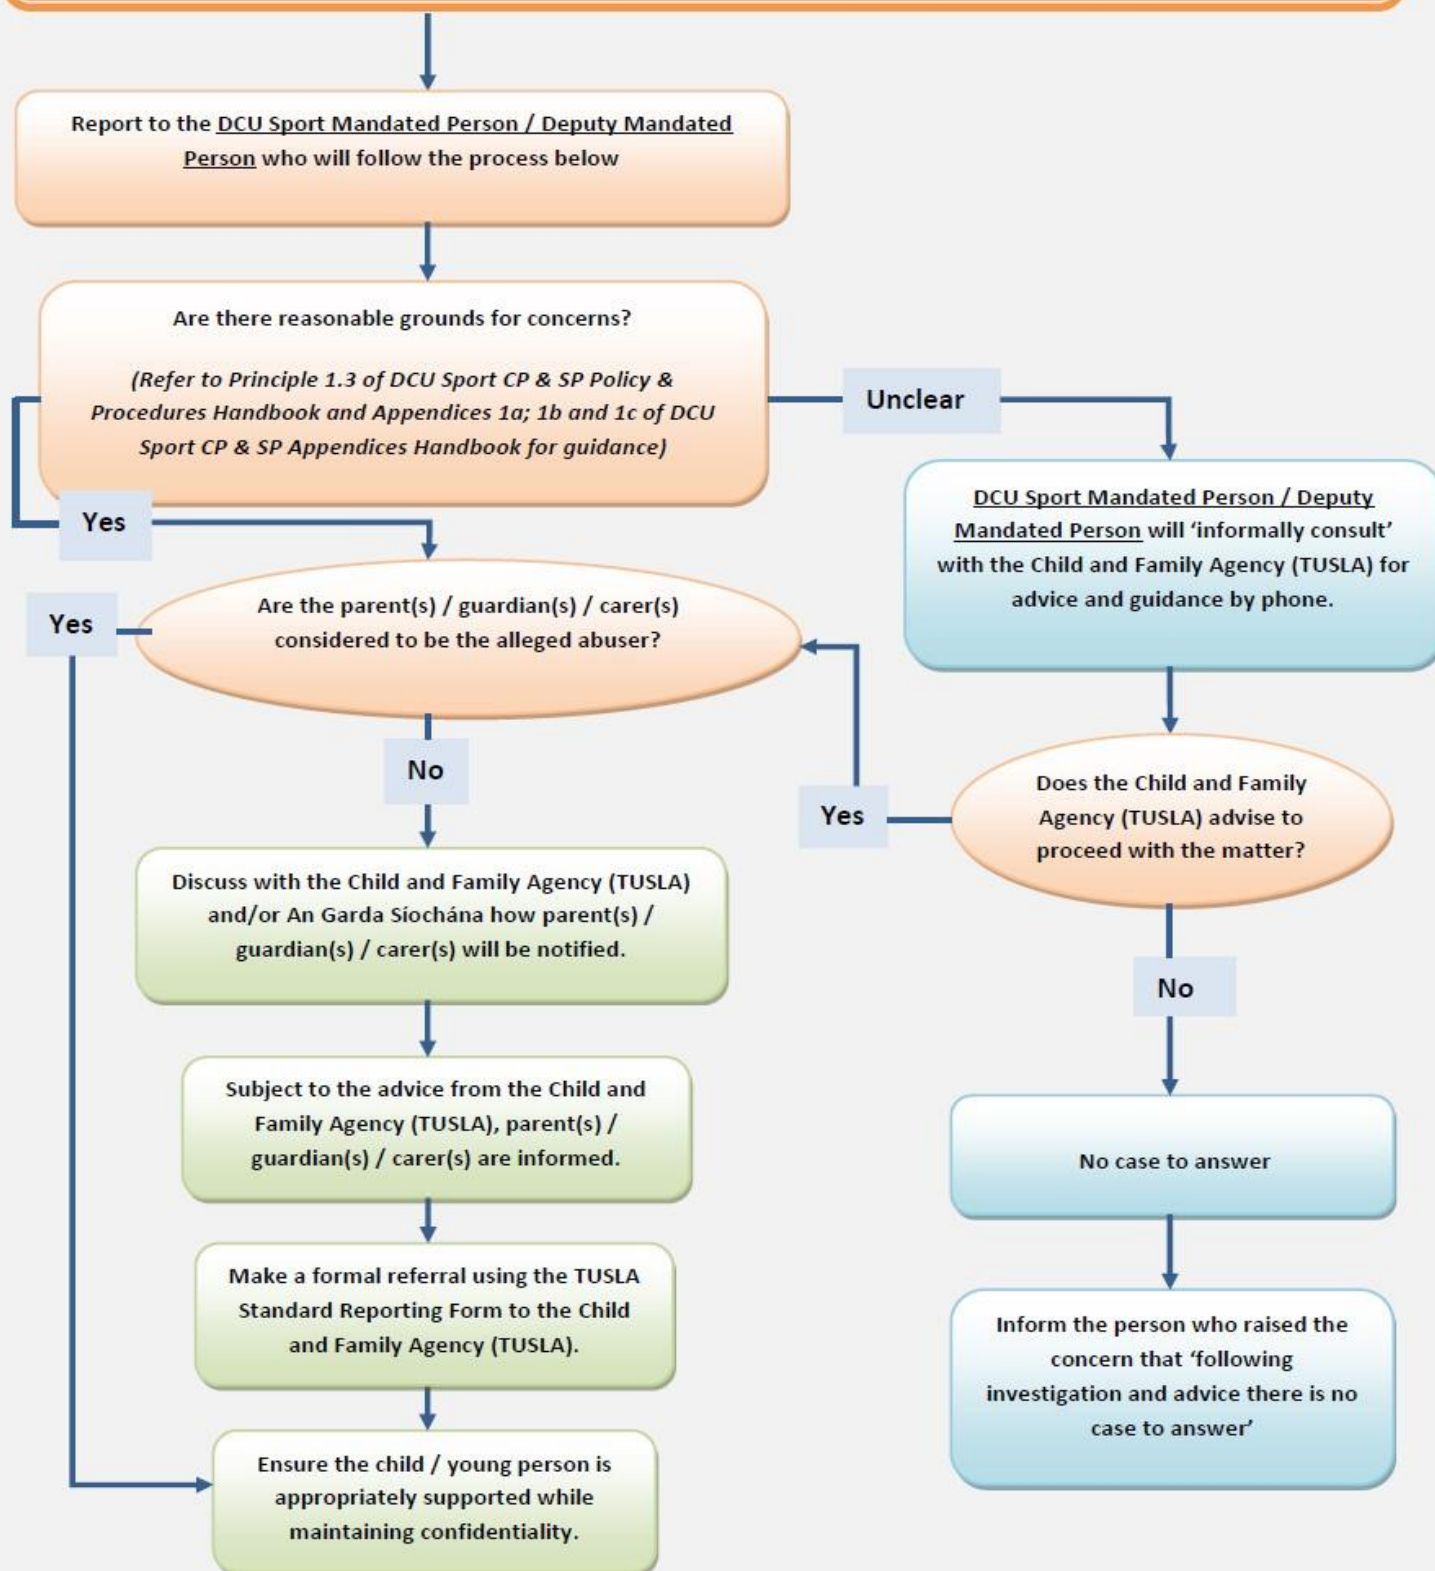 Report to the DCU Sport Mandated Person / Deputy Mandated
Person who will follow the process below
Are there reasonable grounds for concerns?
(Refer to Principle 1.3 of DCU Sport CP & SP Policy &
Procedures Handbook and Appendices 1a; 1b and 1c of DCU
Sport CP & SP Appendices Handbook for guidance)
Unclear
Yes
DCU Sport Mandated Person / Deputy
Mandated Person will ‘informally consult’
with the Child and Family Agency (TUSLA) for
advice and guidance by phone.
Are the parent(s) / guardian(s) / carer(s)
considered to be the alleged abuser?
Yes
No
Does the Child and Family
Agency (TUSLA) advise to
proceed with the matter?
Yes
No
Discuss with the Child and Family Agency (TUSLA)
and/or An Garda Síochána how parent(s) /
guardian(s) / carer(s) will be notified.
Subject to the advice from the Child and
Family Agency (TUSLA), parent(s) /
guardian(s) / carer(s) are informed.
No case to answer
Make a formal referral using the TUSLA
Standard Reporting Form to the Child
and Family Agency (TUSLA).
Inform the person who raised the
concern that ‘following
investigation and advice there is no
case to answer’
Ensure the child / young person is
appropriately supported while
maintaining confidentiality.